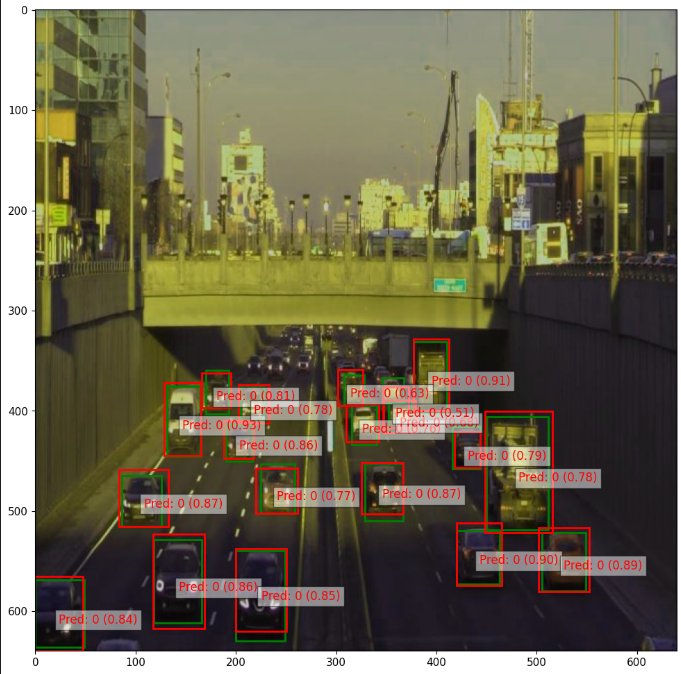 0
100
200
300
400
500
600
Pred: 0 (0.91)
Pred: 0 (0.63)
Pred: 0 (0.81)
Pred: 0 (0.78)
Pred: 0 (0.51)
Pred: 0 (0.93)
Pred: 0 (0.86)
Pred: 0 (0.79)
Pred: 0 (0.78)
Pred: 0 (0.77)
Pred: 0 (0.87)
Pred: 0 (0.87)
Pred: 0 (0.90)
Pred: 0 (0.89)
Pred: 0 (0.86)
Pred: 0 (0.85)
Pred: 0 (0.84)
0 100 200 300 400 500 600